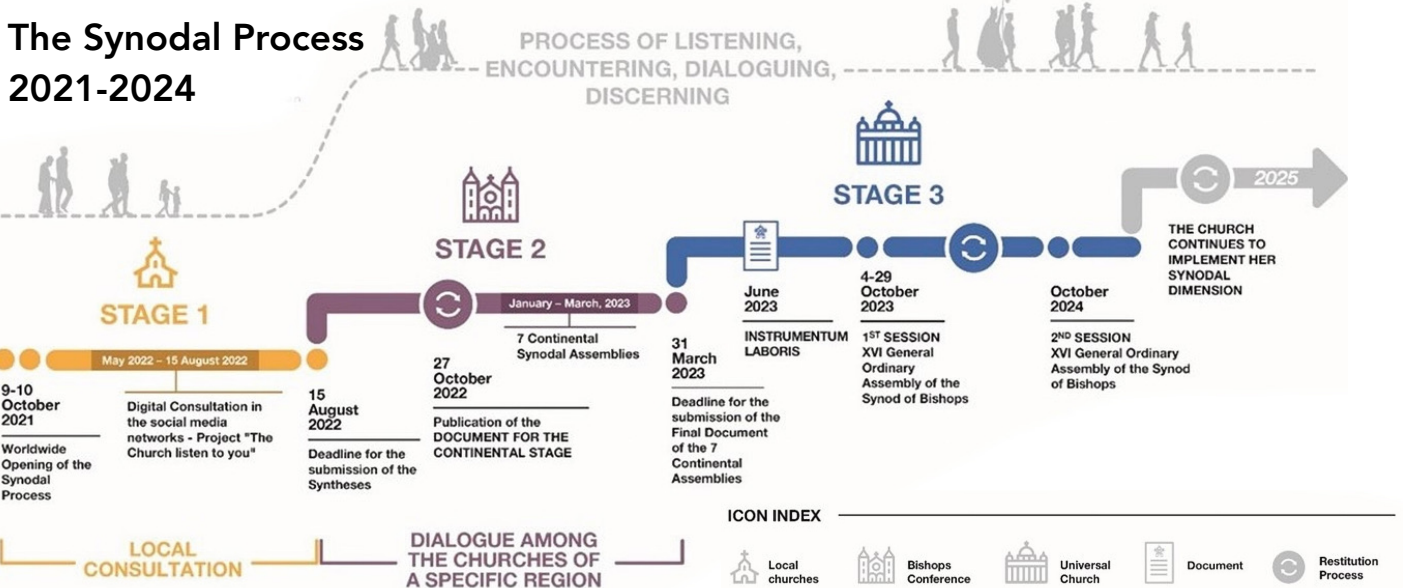 The Synodal Process
2021-2024
PROCESS OF LISTENING,
ENCOUNTERING, DIALOGUING,
DISCERNING
STAGE 1
May 2022 – 15 August 2022
9-10
October
2021
Worldwide
Opening of the
Synodal
Process
Digital Consultation in
the social media
networks - Project "The
Church listen to you"
15
August
2022
Deadline for the
submission of the
Syntheses
STAGE 2
January – March, 2023
7 Continental
Synodal Assemblies
27
October
2022
Publication of the
DOCUMENT FOR THE
CONTINENTAL STAGE
31
March
2023
Deadline for the
submission of the
Final Document
of the 7
Continental
Assemblies
STAGE 3
June
2023
INSTRUMENTUM
LABORIS
4-29
October
2023
1ST SESSION
XVI General
Ordinary
Assembly of the
Synod of Bishops
October
2024
2ND SESSION
XVI General Ordinary
Assembly of the Synod
of Bishops
2025
THE CHURCH
CONTINUES TO
IMPLEMENT HER
SYNODAL
DIMENSION
LOCAL
CONSULTATION
DIALOGUE AMONG
THE CHURCHES OF
A SPECIFIC REGION
ICON INDEX
Local
churches
Bishops
Conference
Universal
Church
Document
Restitution
Process